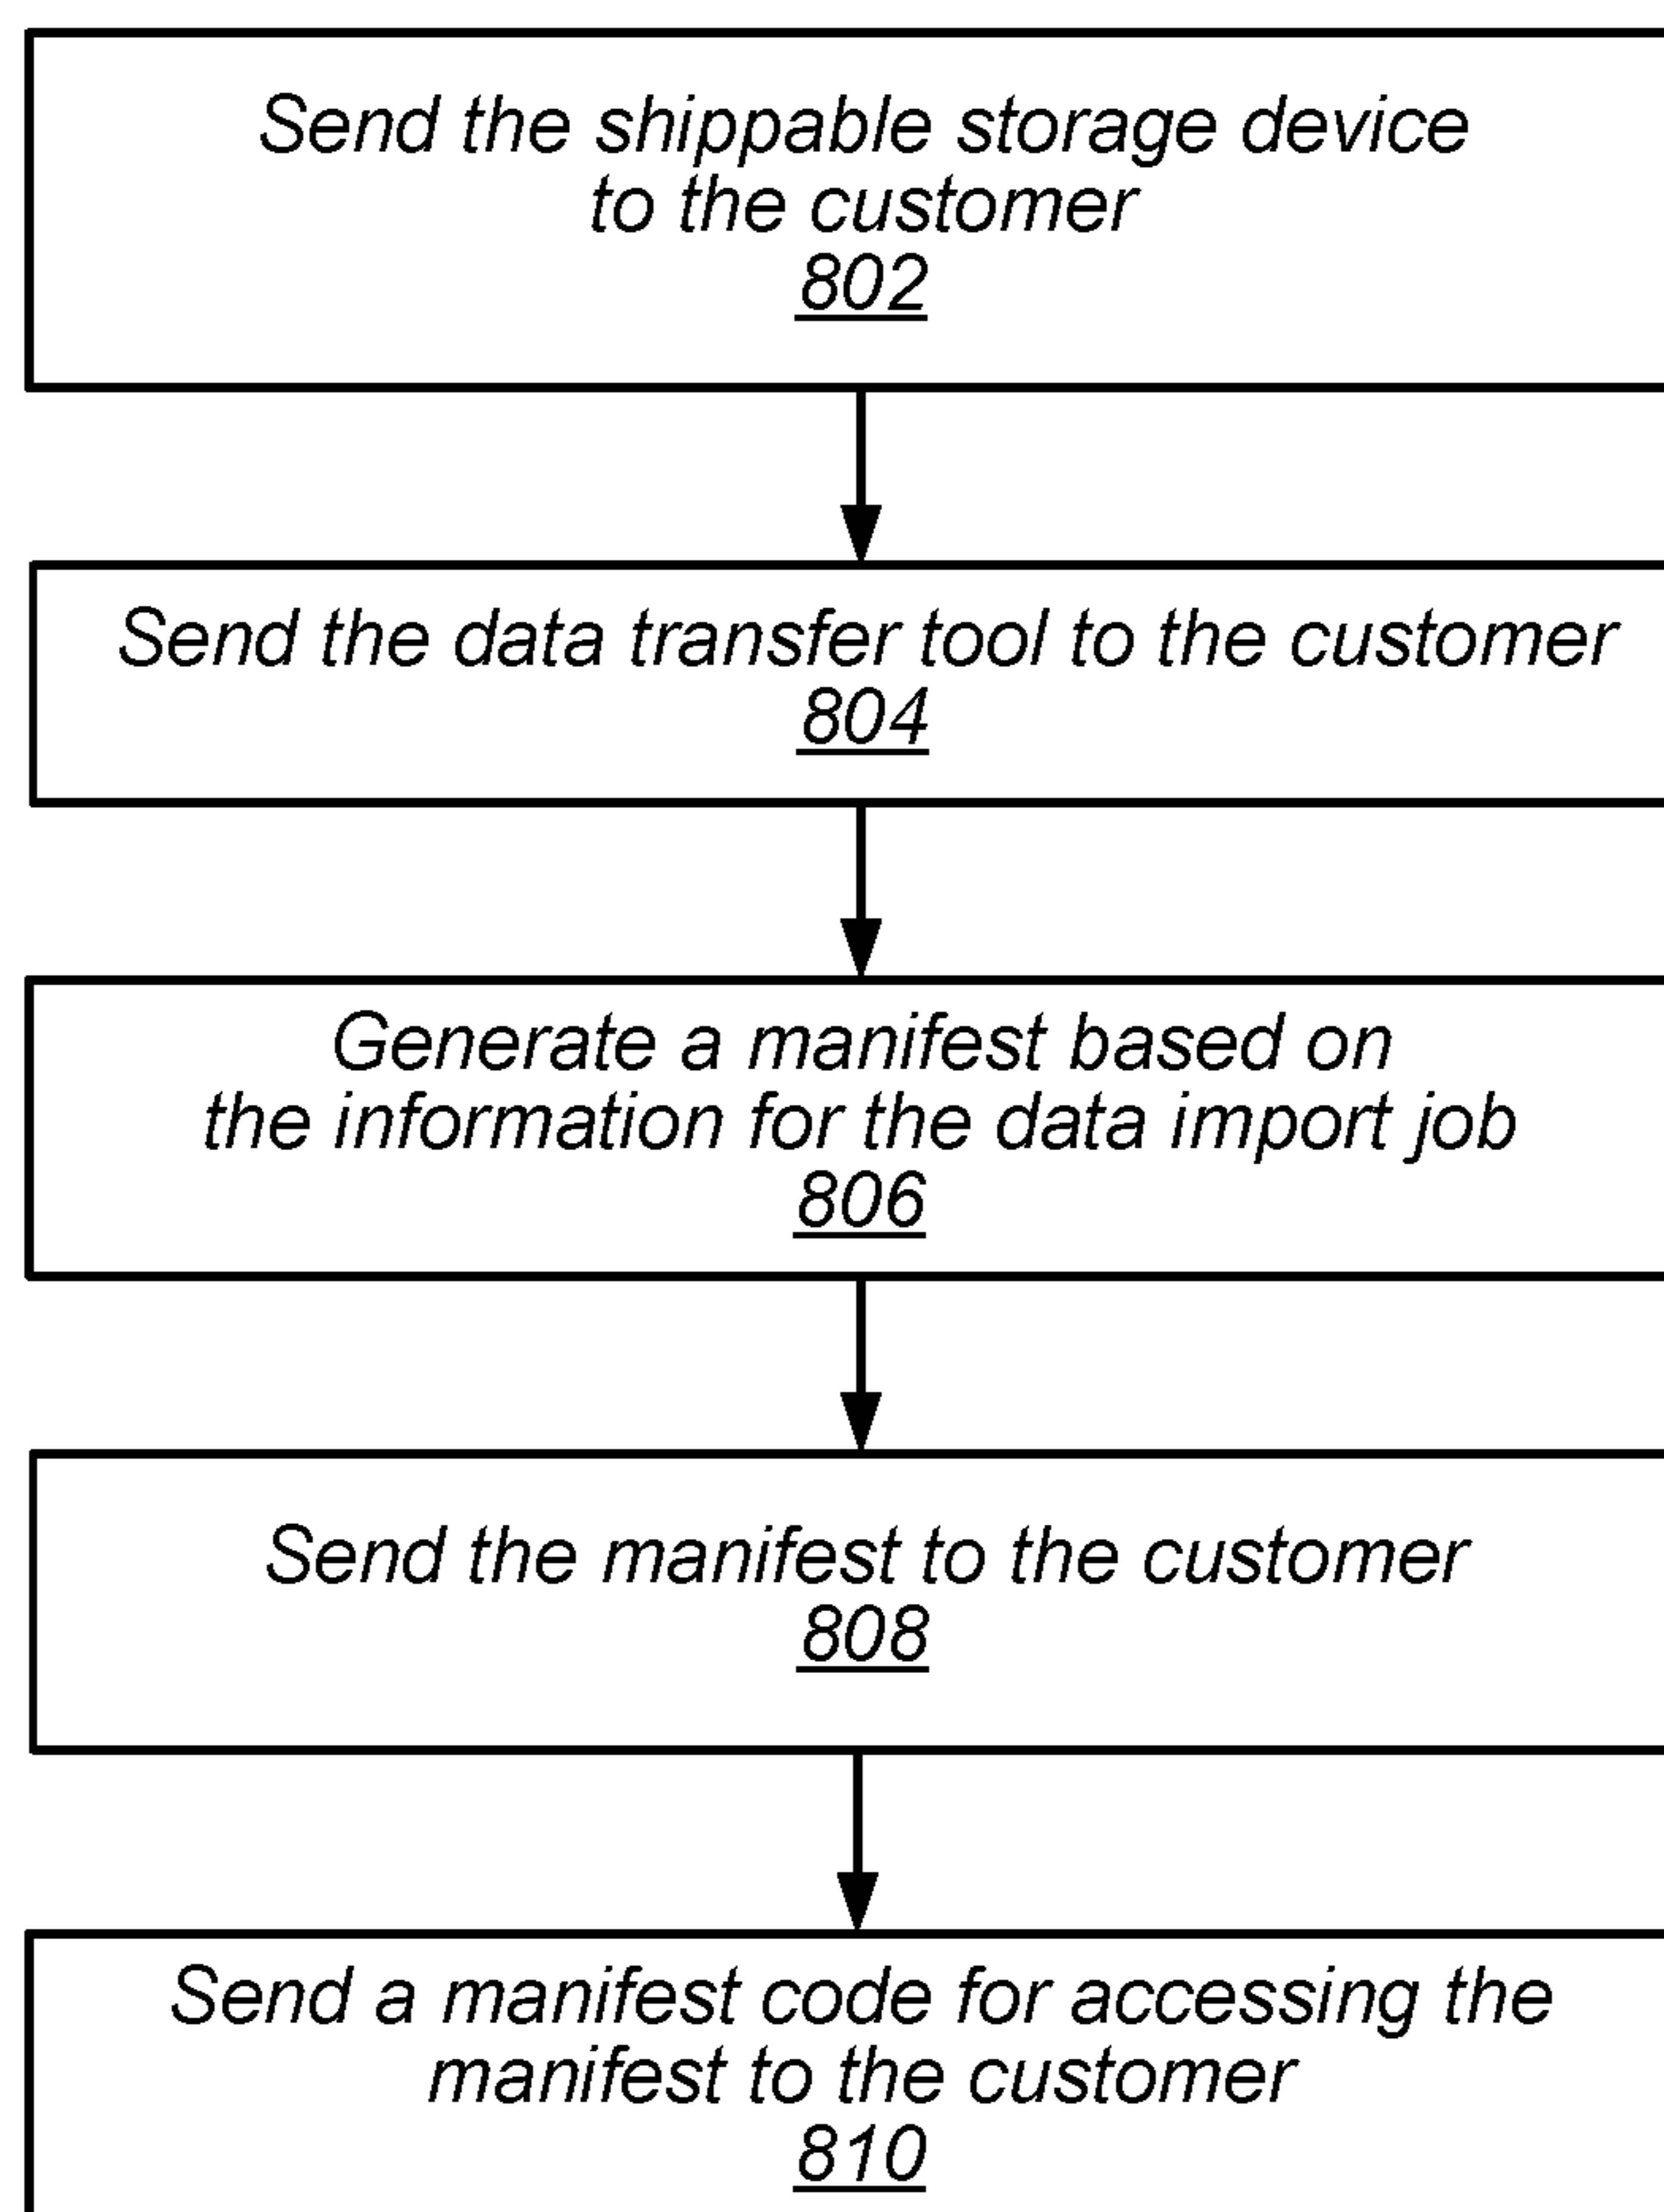 Send the shippable storage device
to the customer
802
Send the data transfer tool to the customer
804
Generate a manifest based on
the information for the data import job
806
Send the manifest to the customer
808
Send a manifest code for accessing the
manifest to the customer
810